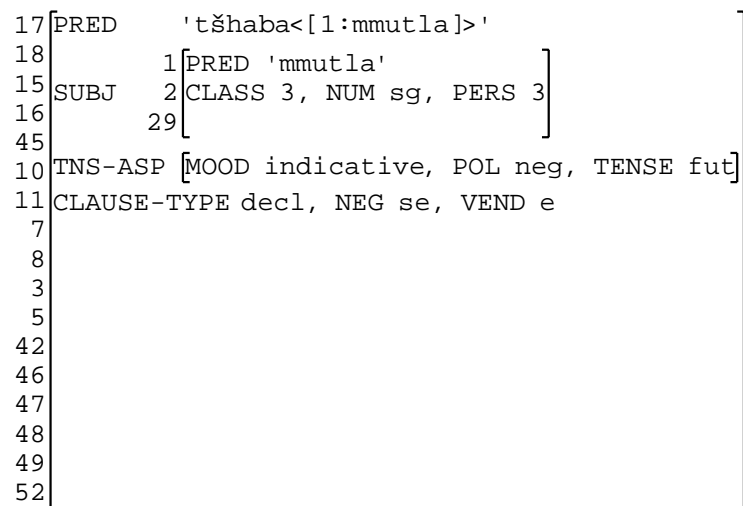 17 PRED 'tšhaba<[1:mmutla]>'
18 1 PRED 'mmutla'
15 SUBJ 2 CLASS 3, NUM sg, PERS 3
16 29
45
10 TNS-ASP [MOOD indicative, POL neg, TENSE fut]
11 CLAUSE-TYPE decl, NEG se, VEND e
7
8
3
5
42
46
47
48
49
52